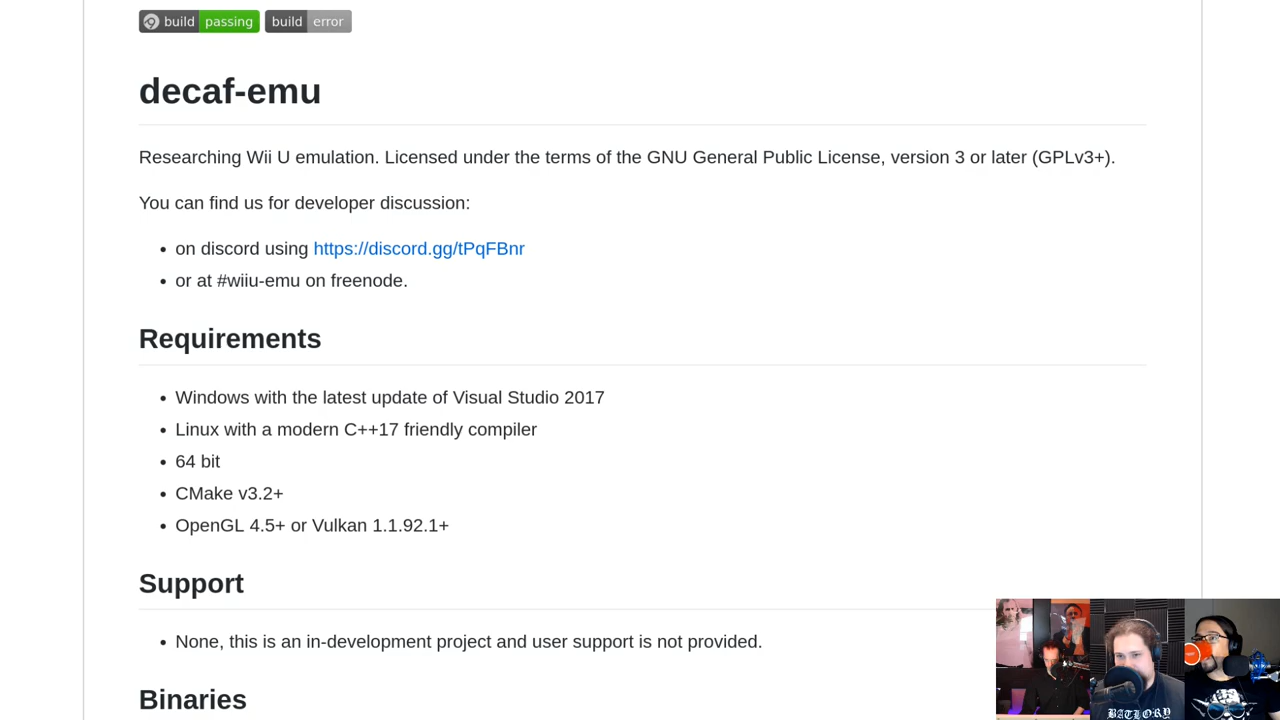 build passing build error
decaf-emu
Researching Wii U emulation. Licensed under the terms of the GNU General Public License, version 3 or later (GPLv3+).
You can find us for developer discussion:
on discord using https://discord.gg/tPqFBnr
or at #wiiu-emu on freenode.
Requirements
Windows with the latest update of Visual Studio 2017
Linux with a modern C++17 friendly compiler
64 bit
CMake v3.2+
OpenGL 4.5+ or Vulkan 1.1.92.1+
Support
None, this is an in-development project and user support is not provided.
Binaries